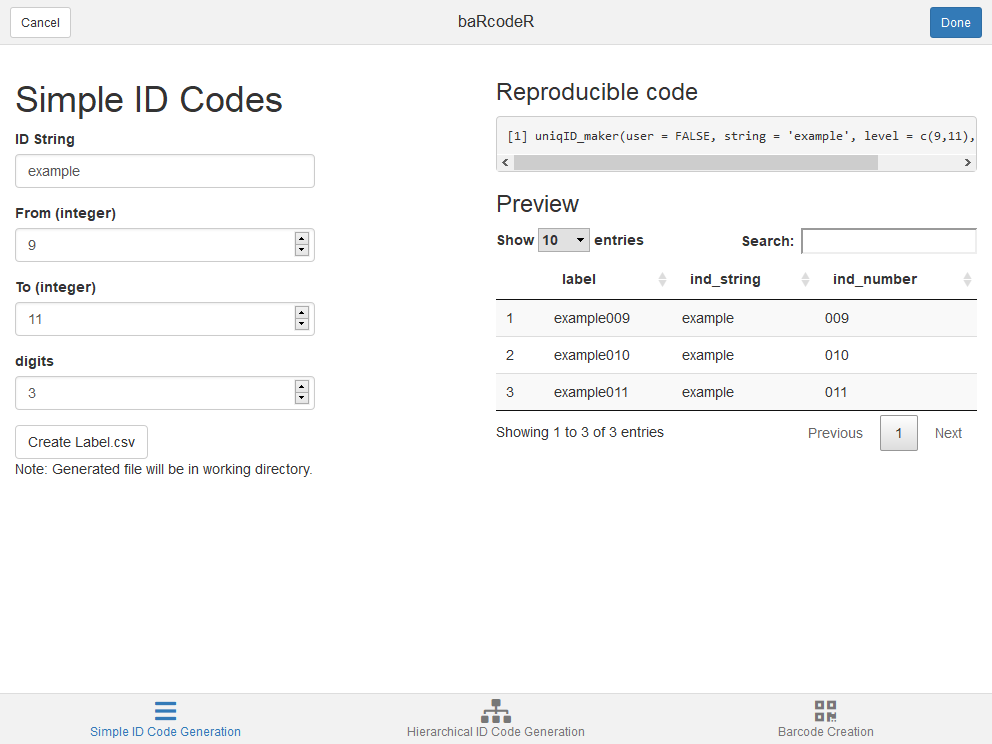 Cancel
baRcodeR
Done
Simple ID Codes
ID String
example
From (integer)
9
To (integer)
11
digits
3
Create Label.csv
Note: Generated file will be in working directory.
Reproducible code
[1] uniqID_maker(user = FALSE, string = 'example', level = c(9,11),
Preview
Show 10 entries
Search:
label ind_string ind_number
1 example009 example 009
2 example010 example 010
3 example011 example 011
Showing 1 to 3 of 3 entries
Previous 1 Next
Simple ID Code Generation
Hierarchical ID Code Generation
Barcode Creation